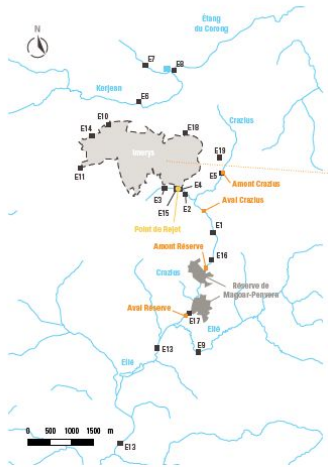 N
Étang
du Corong
E7
E8
Kerjean
E6
Crazius
E10
E14
E18
Imerys
E19
E11
E5
E4
Amont Crazius
E3
E15
E2
Aval Crazius
Point de Rejet
E1
Amont Réserve
E16
Crazius
Réserve de
Magoar-Penvern
Aval Réserve
E17
Ellé
E13
E9
Ellé
0 500 1000 1500 m
E13